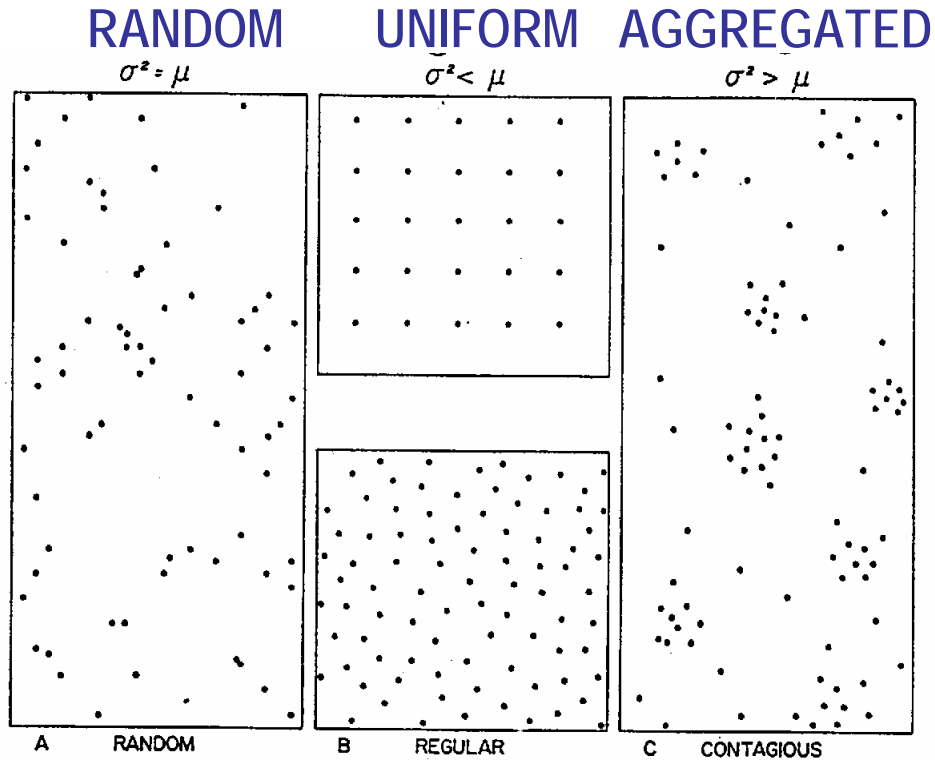 RANDOM UNIFORM AGGREGATED
σ² = μ σ² < μ σ² > μ
A RANDOM B REGULAR C CONTAGIOUS